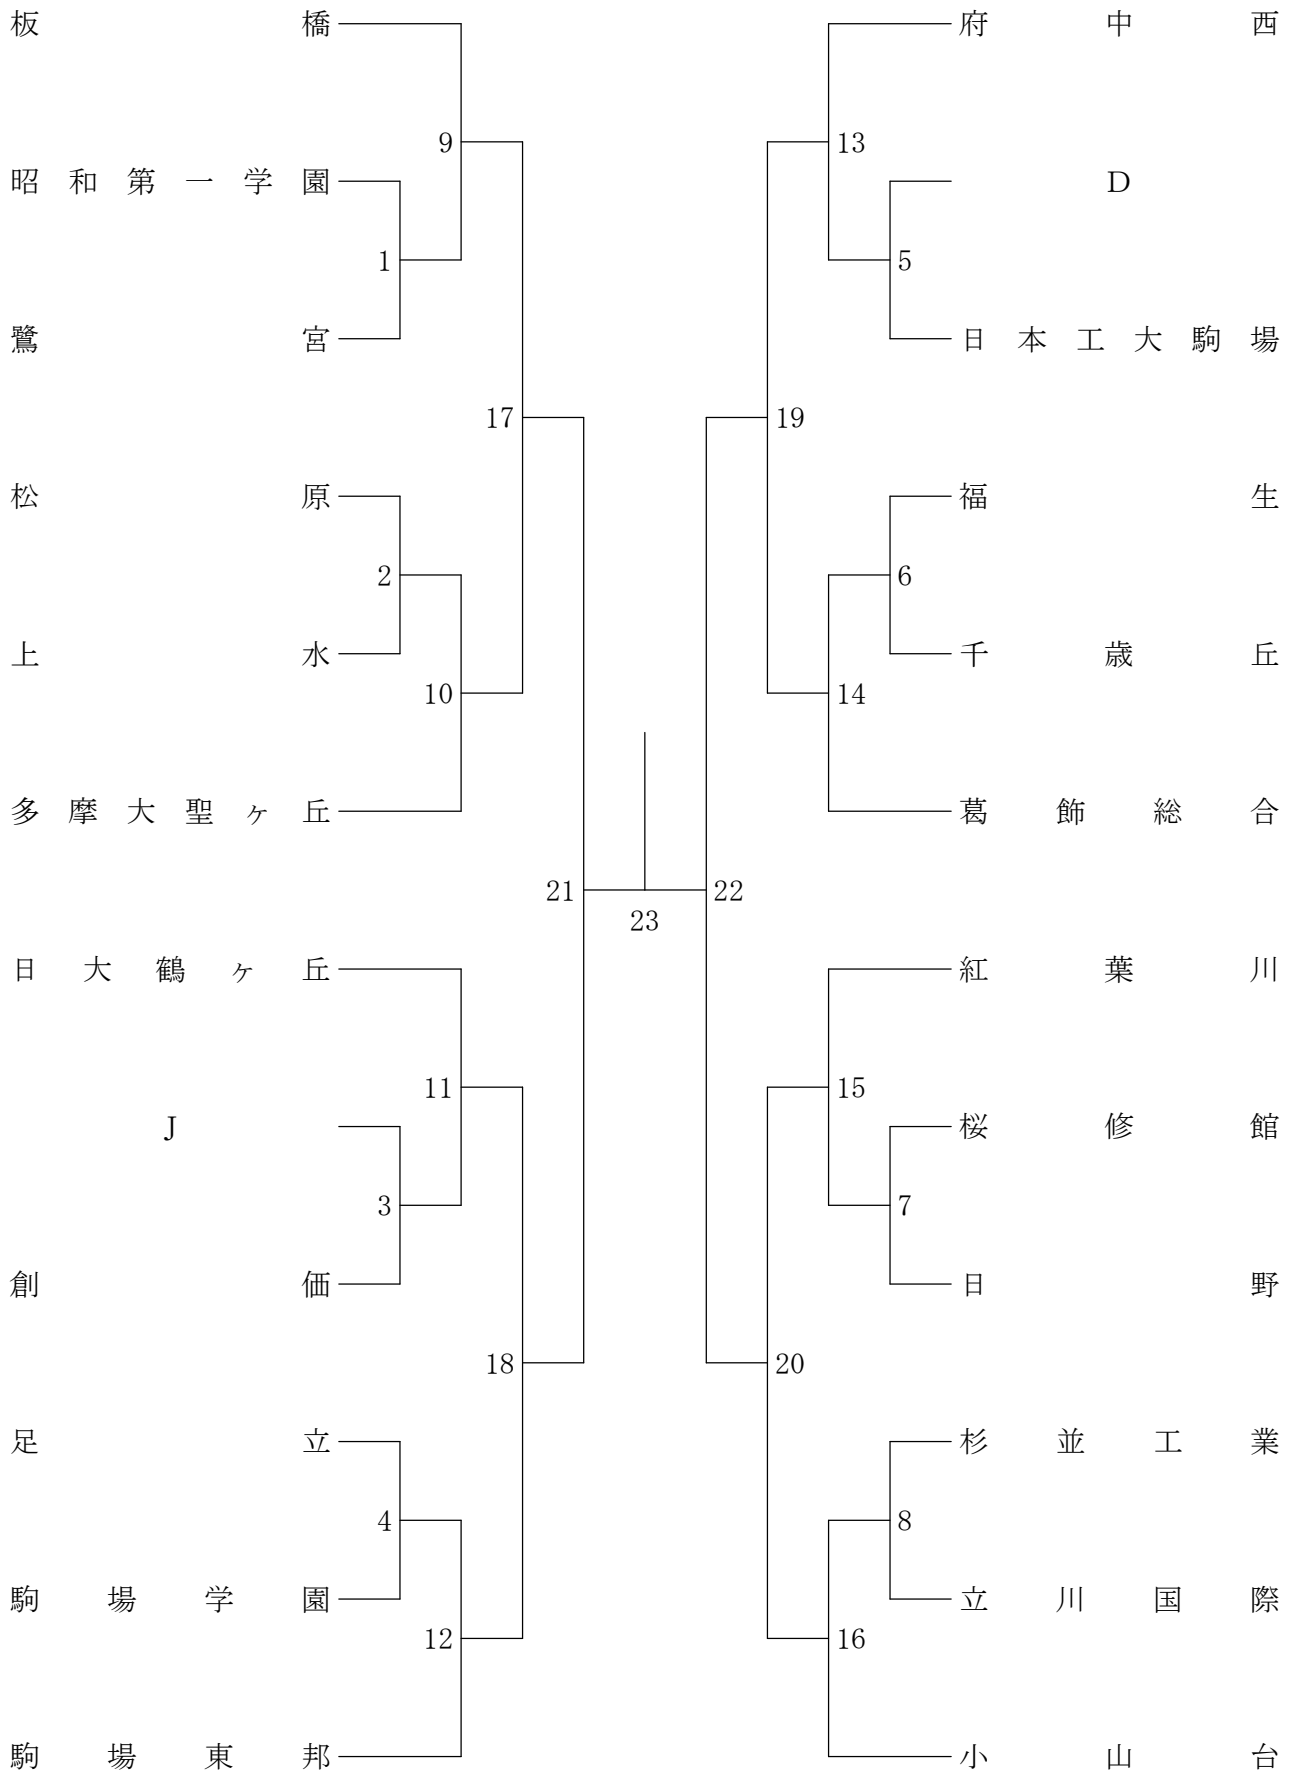 板橋
9
昭和第一学園
1
鷺宮
17
松原
2
上水
10
多摩大聖ヶ丘
21
日大鶴ヶ丘
11
J
3
創価
18
足立
4
駒場学園
12
駒場東邦
23
府中西
13
D
5
日本工大駒場
19
福生
6
千歳丘
14
葛飾総合
22
紅葉川
15
桜修館
7
日野
20
杉並工業
8
立川国際
16
小山台